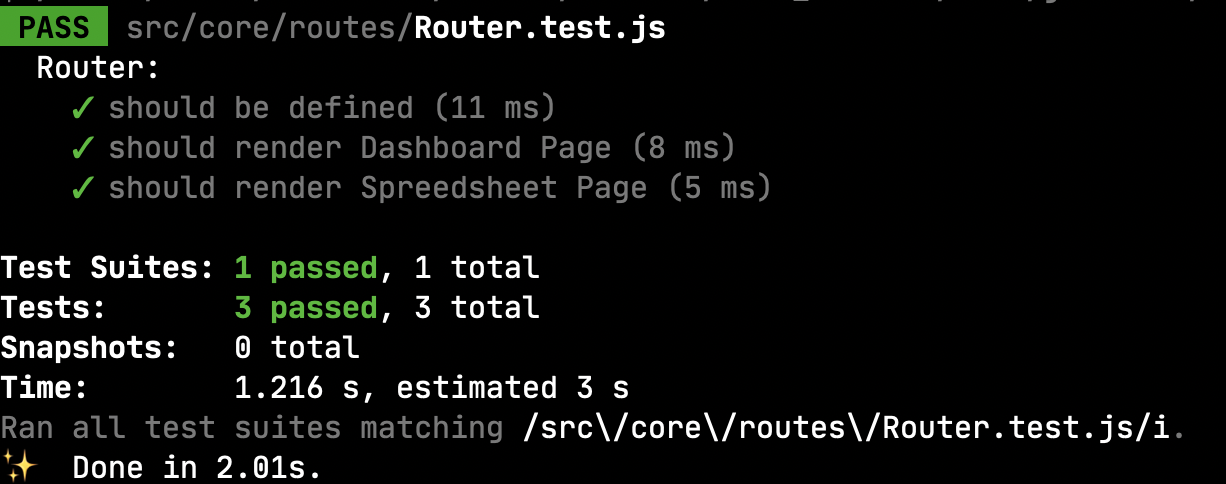 PASS src/core/routes/Router.test.js
Router:
✓ should be defined (11 ms)
✓ should render Dashboard Page (8 ms)
✓ should render Spreedsheet Page (5 ms)
Test Suites: 1 passed, 1 total
Tests: 3 passed, 3 total
Snapshots: 0 total
Time: 1.216 s, estimated 3 s
Ran all test suites matching /src\/core\/routes\/Router.test.js/i.
✨ Done in 2.01s.